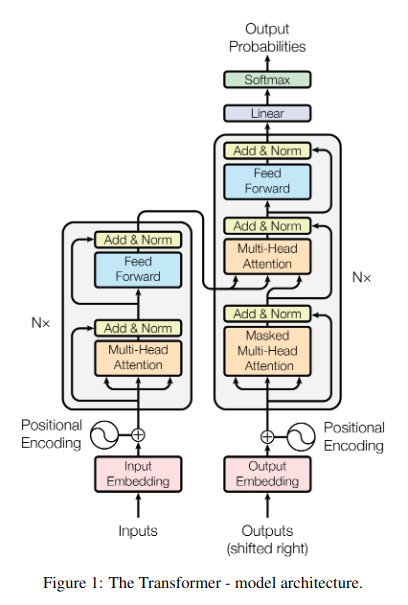 Output
Probabilities
Softmax
Linear
Add & Norm
Feed
Forward
Add & Norm
Multi-Head
Attention
Add & Norm
Masked
Multi-Head
Attention
Nx
Positional
Encoding
Output
Embedding
Outputs
(shifted right)
Add & Norm
Feed
Forward
Add & Norm
Multi-Head
Attention
Nx
Positional
Encoding
Input
Embedding
Inputs
Figure 1: The Transformer - model architecture.